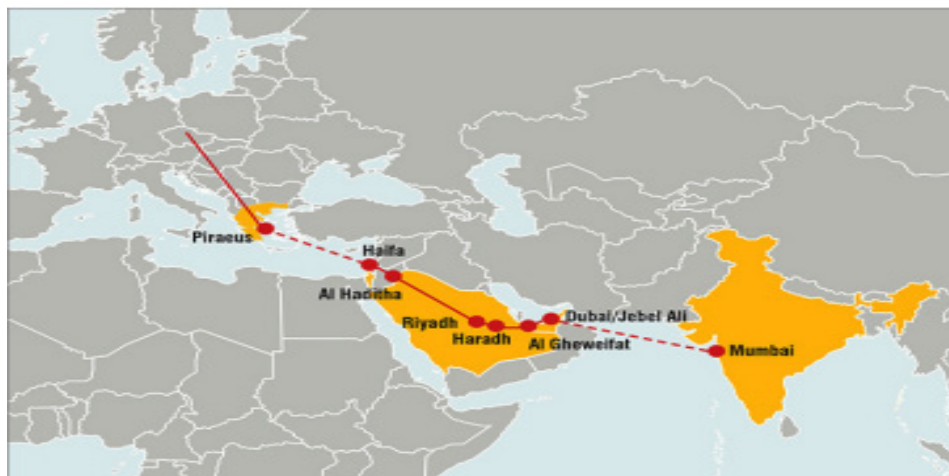 Piraeus
Haifa
Al Haditha
Riyadh
Haradh
Dubai/Jebel Ali
Al Gheweifat
Mumbai